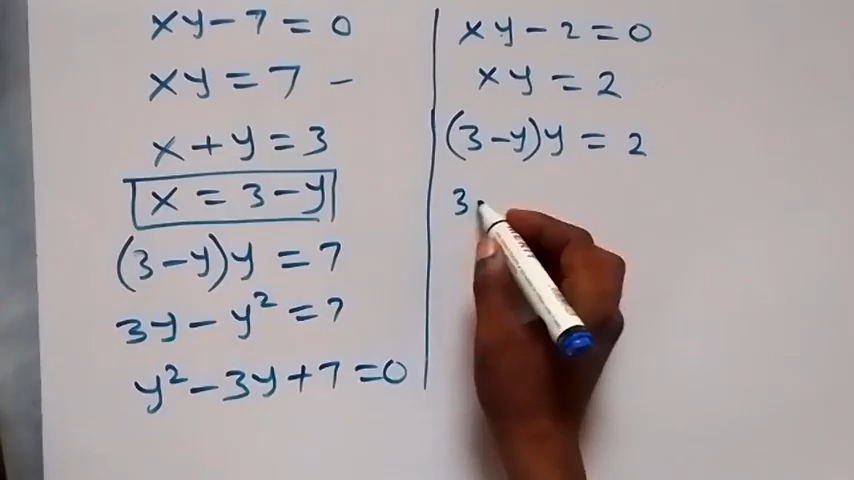 xy - 7 = 0
xy = 7 -
x + y = 3
x = 3 - y
(3 - y)y = 7
3y - y² = 7
y² - 3y + 7 = 0
xy - 2 = 0
xy = 2
(3 - y)y = 2
3